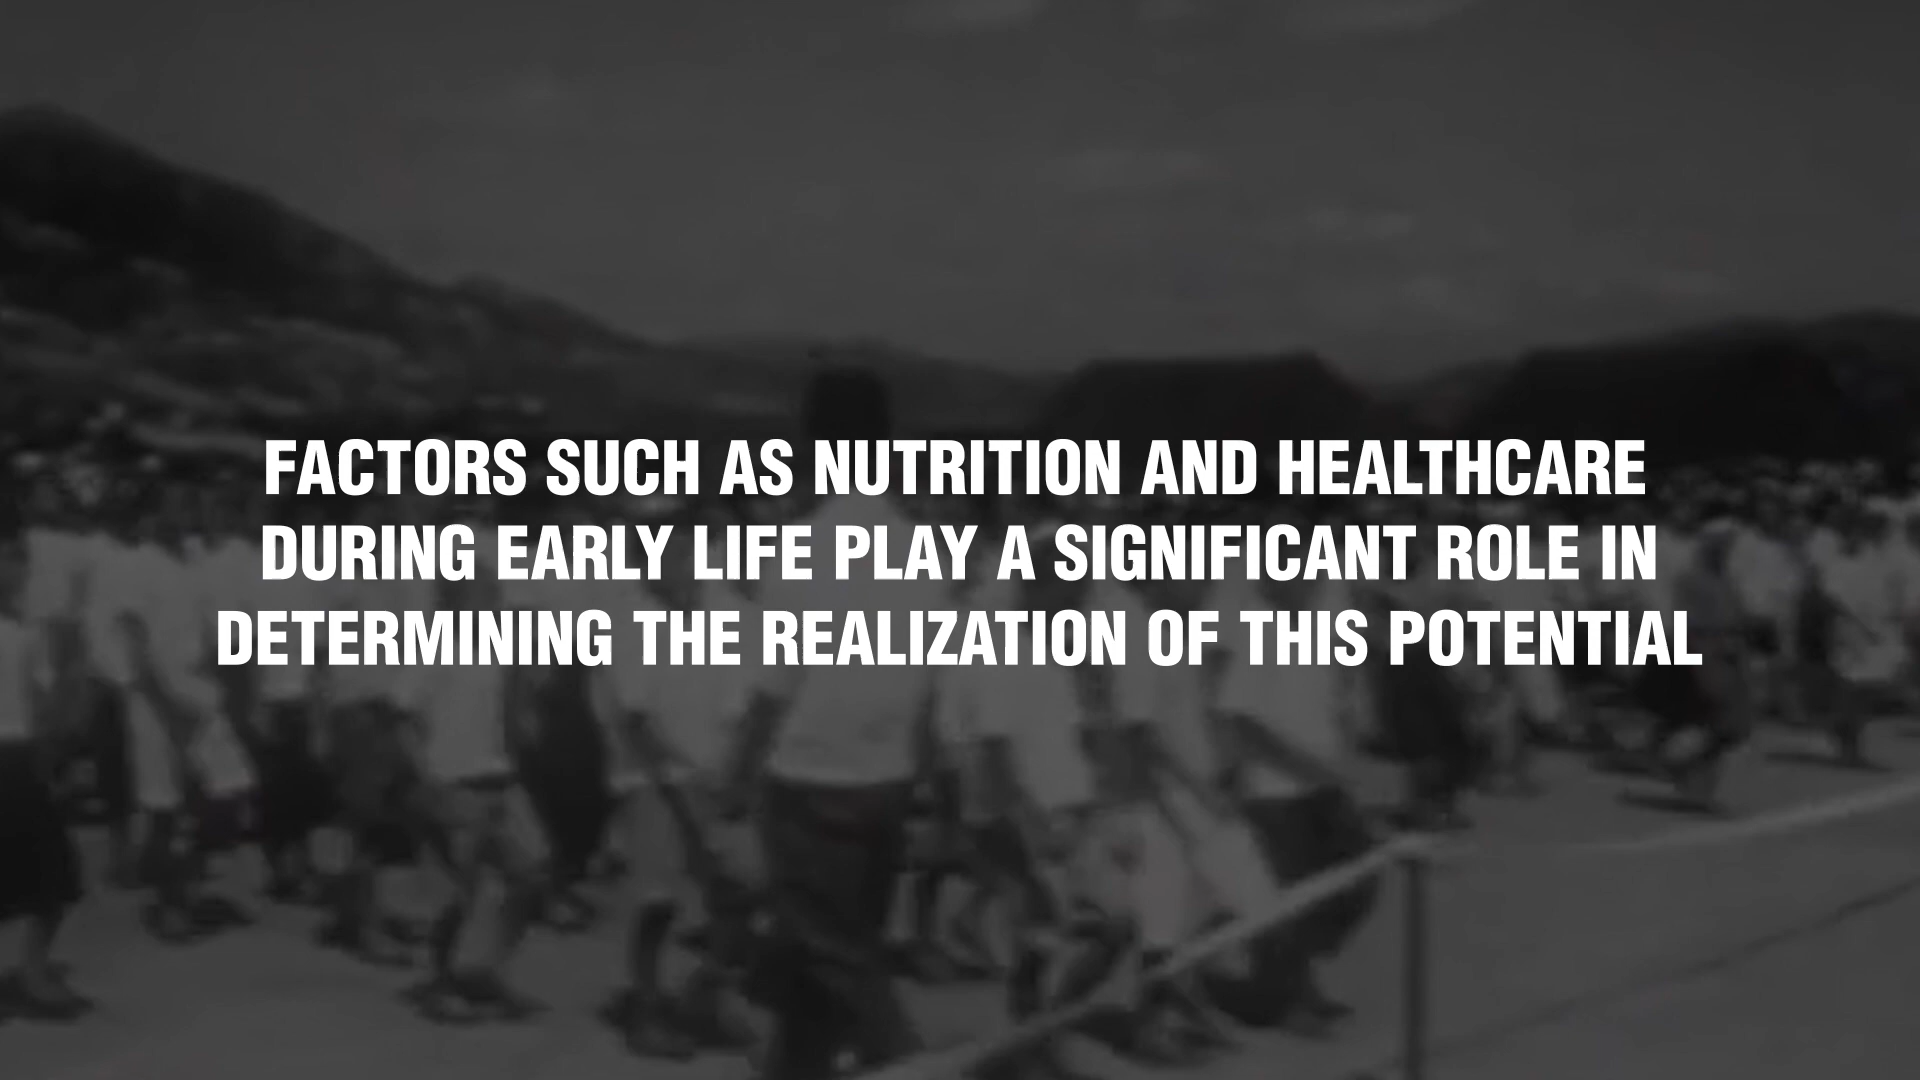 FACTORS SUCH AS NUTRITION AND HEALTHCARE
DURING EARLY LIFE PLAY A SIGNIFICANT ROLE IN
DETERMINING THE REALIZATION OF THIS POTENTIAL